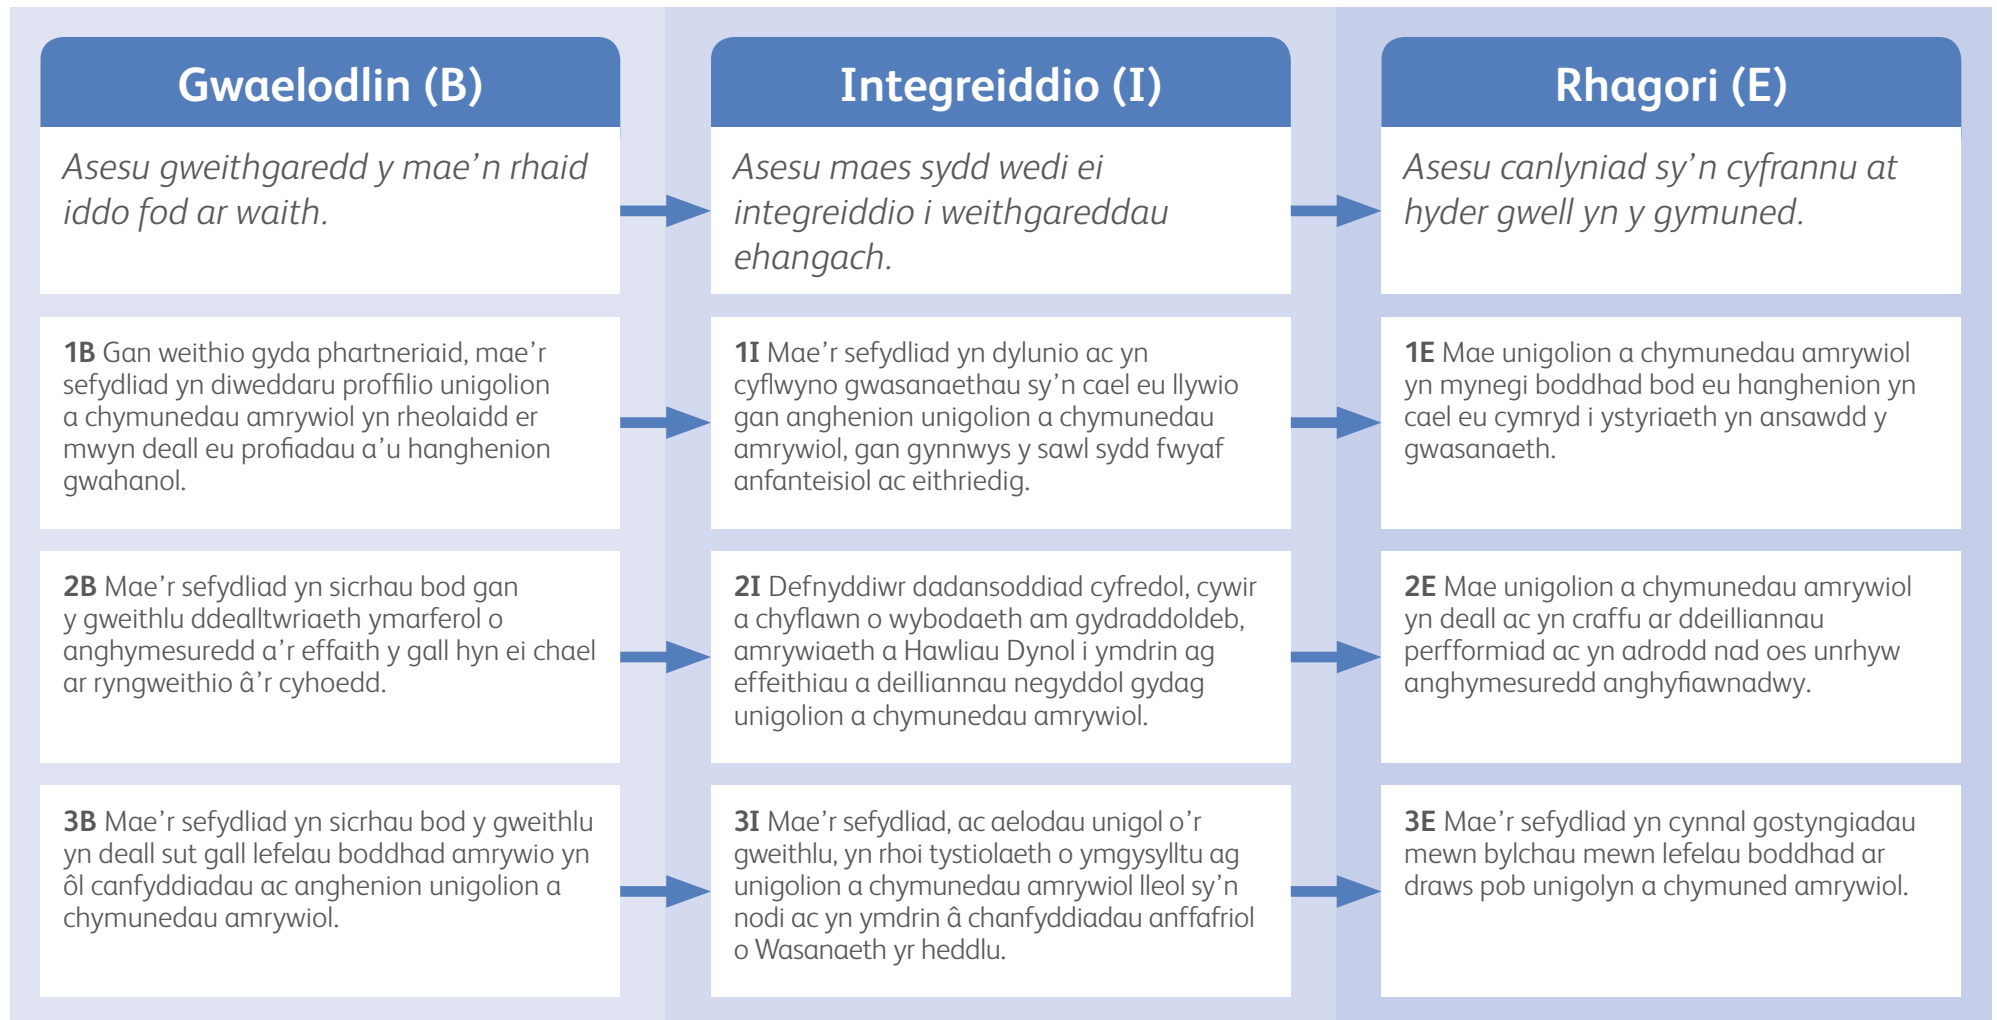 Gwaelodlin (B)
Asesu gweithgaredd y mae’n rhaid
iddo fod ar waith.
1B Gan weithio gyda phartneriaid, mae’r
sefydliad yn diweddaru proffilio unigolion
a chymunedau amrywiol yn rheolaidd er
mwyn deall eu profiadau a’u hanghenion
gwahanol.
2B Mae’r sefydliad yn sicrhau bod gan
y gweithlu ddealltwriaeth ymarferol o
anghymesuredd a’r effaith y gall hyn ei chael
ar ryngweithio â’r cyhoedd.
3B Mae’r sefydliad yn sicrhau bod y gweithlu
yn deall sut gall lefelau boddhad amrywio yn
ôl canfyddiadau ac anghenion unigolion a
chymunedau amrywiol.
Integreiddio (I)
Asesu maes sydd wedi ei
integreiddio i weithgareddau
ehangach.
1I Mae’r sefydliad yn dylunio ac yn
cyflwyno gwasanaethau sy’n cael eu llywio
gan anghenion unigolion a chymunedau
amrywiol, gan gynnwys y sawl sydd fwyaf
anfanteisiol ac eithriedig.
2I Defnyddiwr dadansoddiad cyfredol, cywir
a chyflawn o wybodaeth am gydraddoldeb,
amrywiaeth a Hawliau Dynol i ymdrin ag
effeithiau a deilliannau negyddol gydag
unigolion a chymunedau amrywiol.
3I Mae’r sefydliad, ac aelodau unigol o’r
gweithlu, yn rhoi tystiolaeth o ymgysylltu ag
unigolion a chymunedau amrywiol lleol sy’n
nodi ac yn ymdrin â chanfyddiadau anffafriol
o Wasanaeth yr heddlu.
Rhagori (E)
Asesu canlyniad sy’n cyfrannu at
hyder gwell yn y gymuned.
1E Mae unigolion a chymunedau amrywiol
yn mynegi boddhad bod eu hanghenion yn
cael eu cymryd i ystyriaeth yn ansawdd y
gwasanaeth.
2E Mae unigolion a chymunedau amrywiol
yn deall ac yn craffu ar ddeilliannau
perfformiad ac yn adrodd nad oes unrhyw
anghymesuredd anghyfiawnadwy.
3E Mae’r sefydliad yn cynnal gostyngiadau
mewn bylchau mewn lefelau boddhad ar
draws pob unigolyn a chymuned amrywiol.